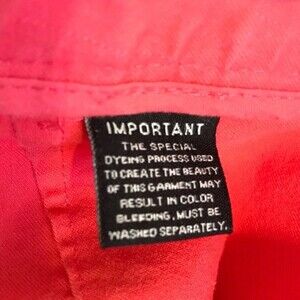 IMPORTANT
THE SPECIAL
DYEING PROCESS USED
TO CREATE THE BEAUTY
OF THIS GARMENT MAY
RESULT IN COLOR
BLEEDING, MUST BE
WASHED SEPARATELY.